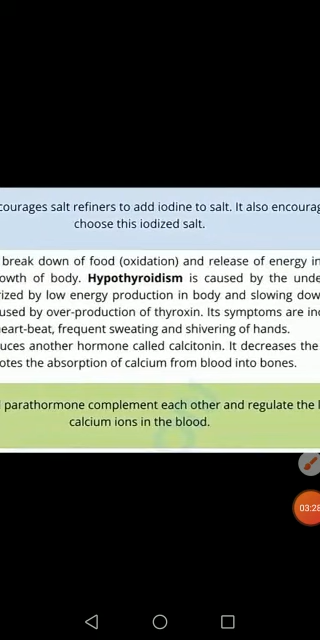 courages salt refiners to add iodine to salt. It also encourag
choose this iodized salt.
break down of food (oxidation) and release of energy in
owth of body. Hypothyroidism is caused by the unde
rized by low energy production in body and slowing dow
used by over-production of thyroxin. Its symptoms are inc
heart-beat, frequent sweating and shivering of hands.
uces another hormone called calcitonin. It decreases the
otes the absorption of calcium from blood into bones.
parathormone complement each other and regulate the l
calcium ions in the blood.
03:28